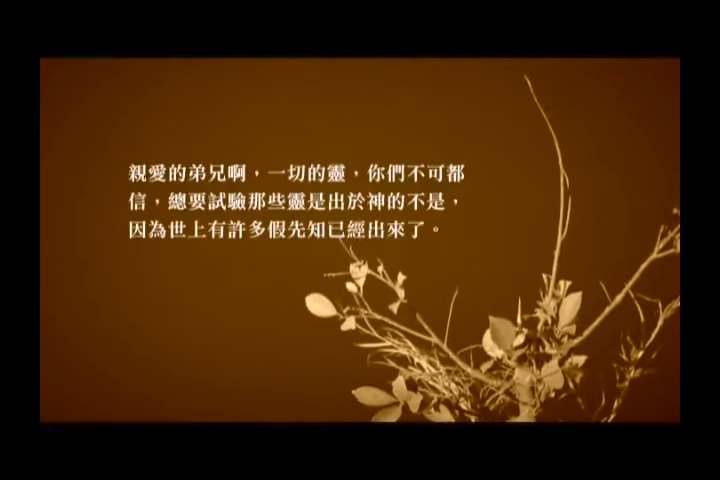 親愛的弟兄啊，一切的靈，你們不可都
信，總要試驗那些靈是出於神的不是，
因為世上有許多假先知已經出來了。